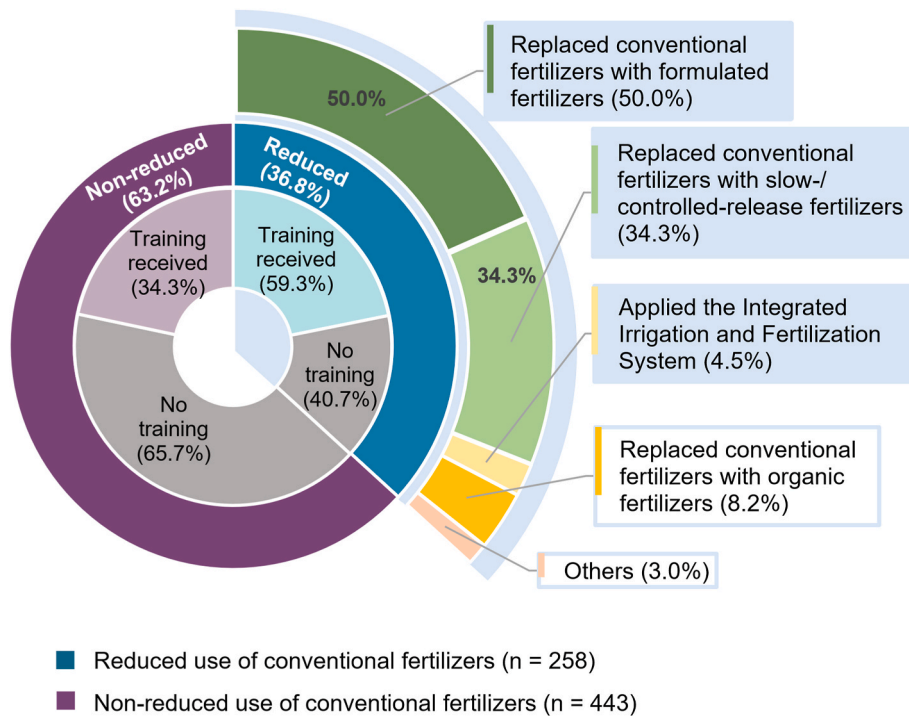 50.0%
Replaced conventional
fertilizers with formulated
fertilizers (50.0%)
Non-reduced
(63.2%)
Reduced
(36.8%)
Replaced conventional
fertilizers with slow-/
controlled-release fertilizers
(34.3%)
Training
received
(34.3%)
Training
received
(59.3%)
34.3%
Applied the Integrated
Irrigation and Fertilization
System (4.5%)
No
training
(40.7%)
No
training
(65.7%)
Replaced conventional
fertilizers with organic
fertilizers (8.2%)
Others (3.0%)
Reduced use of conventional fertilizers (n = 258)
Non-reduced use of conventional fertilizers (n = 443)